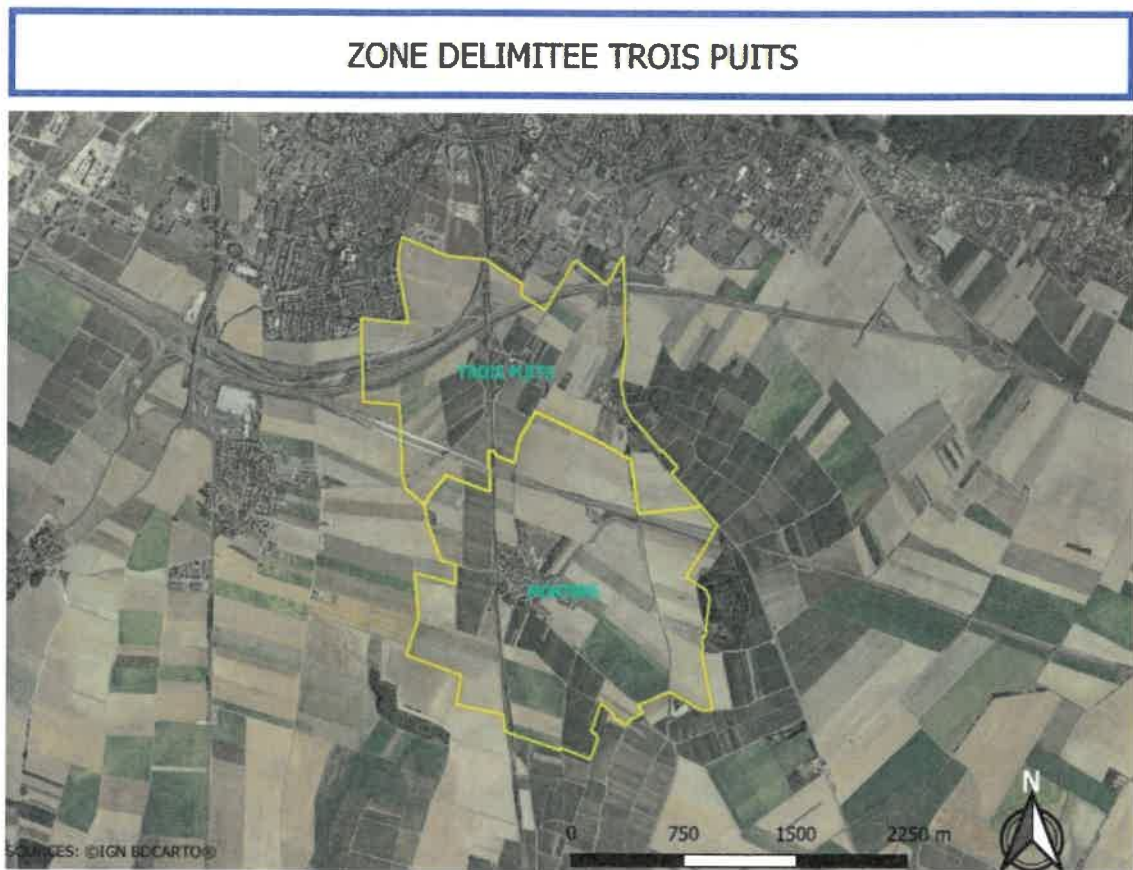 ZONE DELIMITEE TROIS PUITS
TROIS PUITS
N
0 750 1500 2250 m
SOURCES: ©IGN BDCARTO®